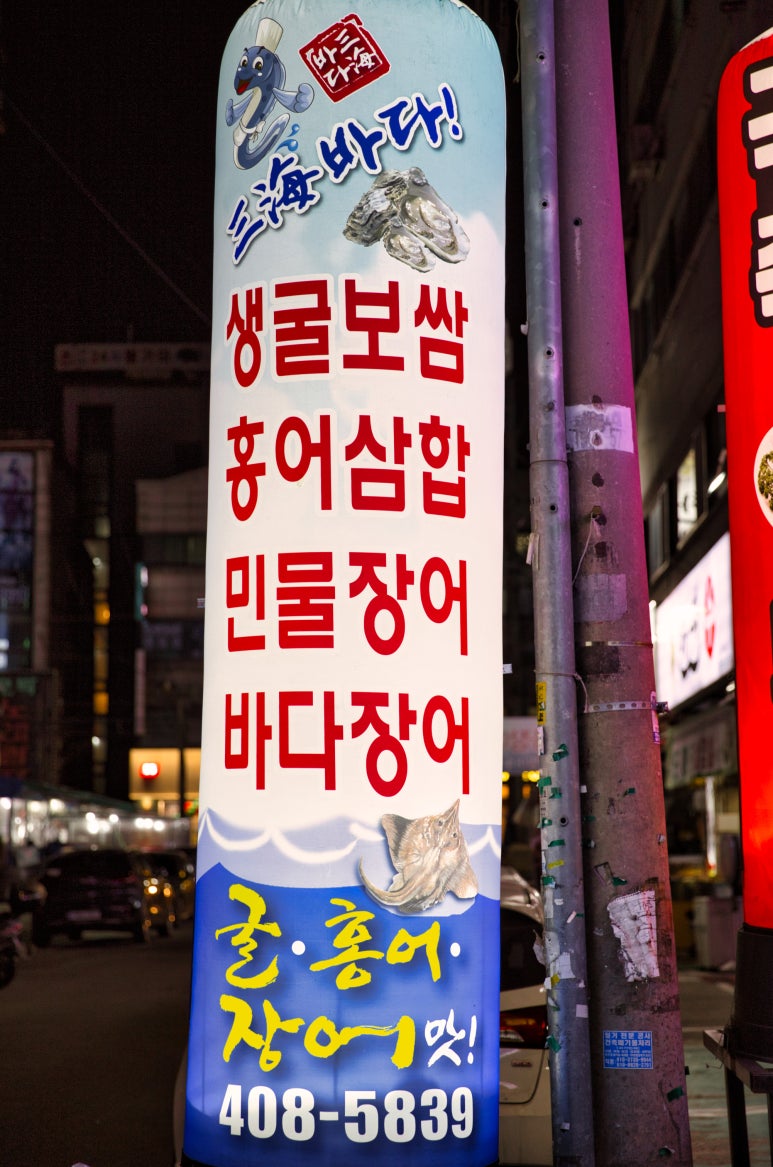 三海바다
三海바다!
생굴보쌈
홍어삼합
민물장어
바다장어
굴·홍어·
장어맛!
408-5839